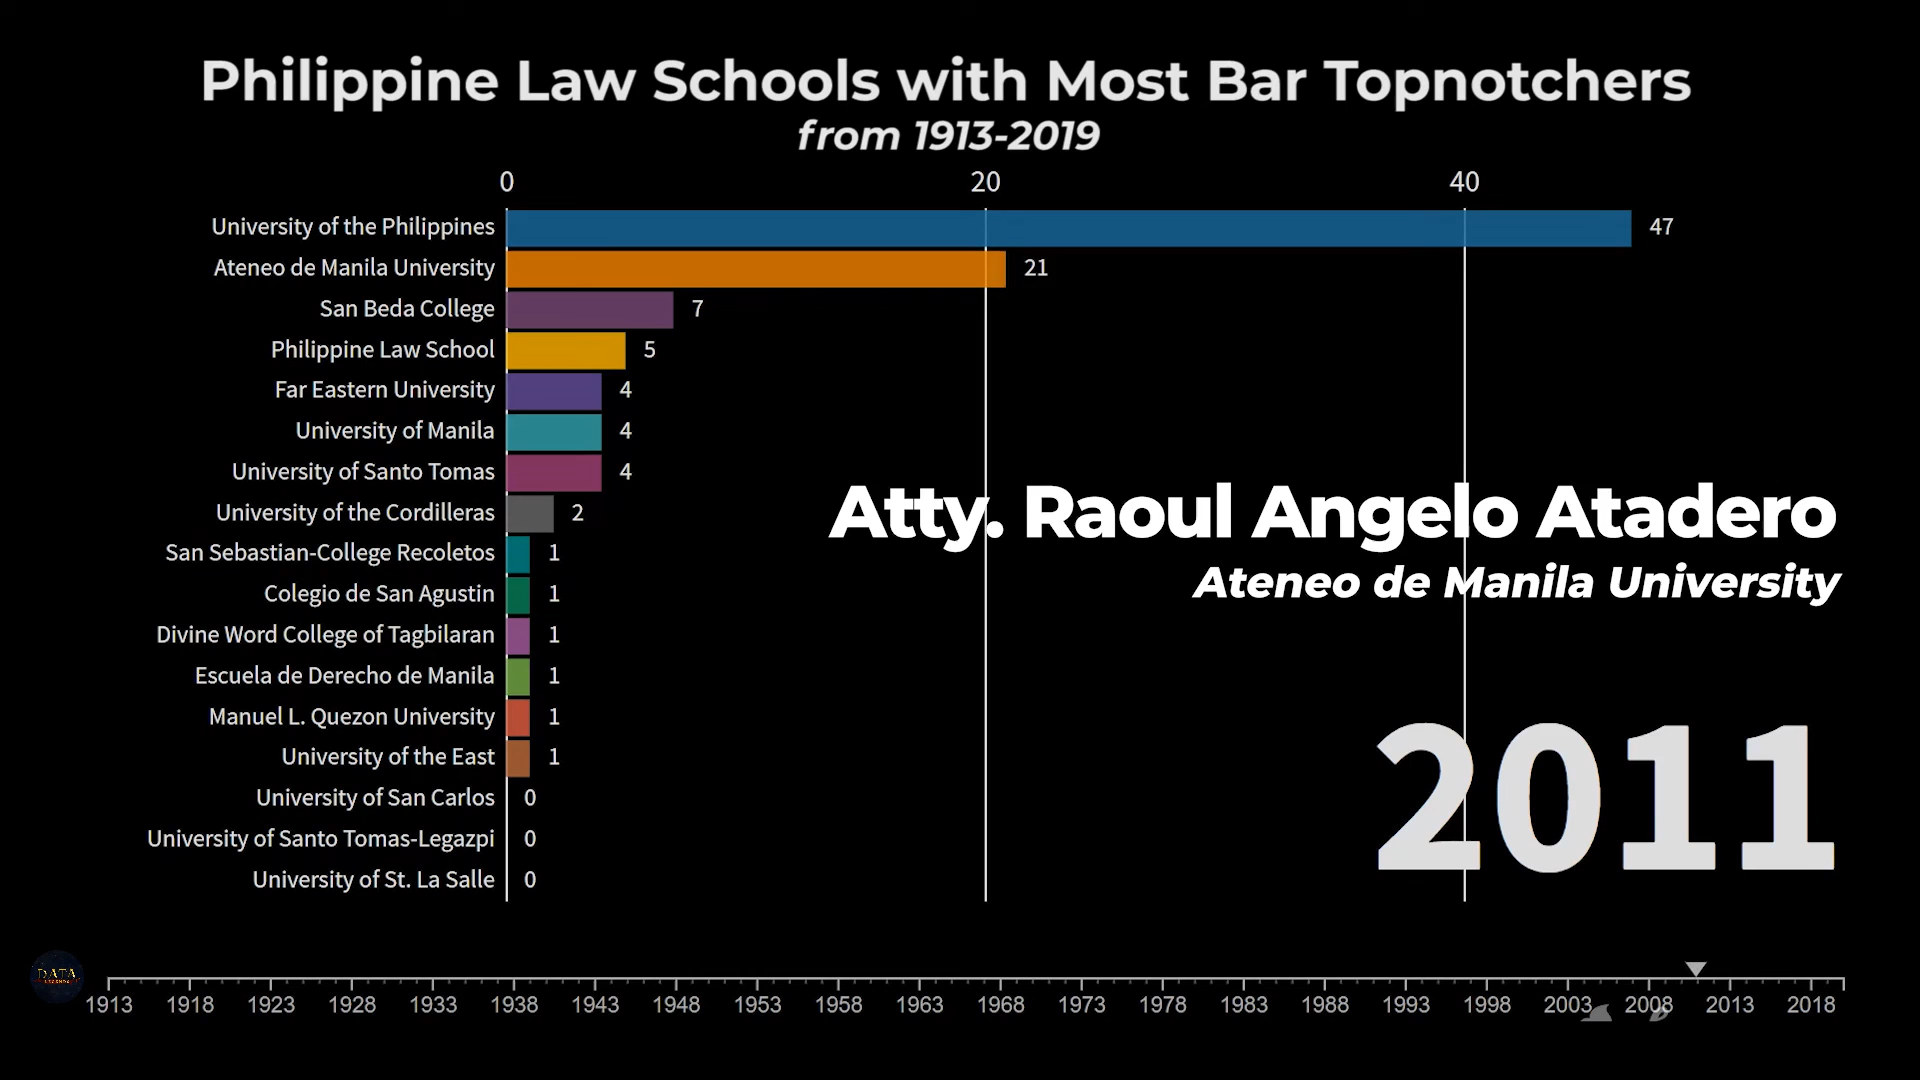 Philippine Law Schools with Most Bar Topnotchers
from 1913-2019
0 20 40
University of the Philippines 47
Ateneo de Manila University 21
San Beda College 7
Philippine Law School 5
Far Eastern University 4
University of Manila 4
University of Santo Tomas 4
University of the Cordilleras 2
San Sebastian-College Recoletos 1
Colegio de San Agustin 1
Divine Word College of Tagbilaran 1
Escuela de Derecho de Manila 1
Manuel L. Quezon University 1
University of the East 1
University of San Carlos 0
University of Santo Tomas-Legazpi 0
University of St. La Salle 0
Atty. Raoul Angelo Atadero
Ateneo de Manila University
2011
DATA
1913 1918 1923 1928 1933 1938 1943 1948 1953 1958 1963 1968 1973 1978 1983 1988 1993 1998 2003 2008 2013 2018